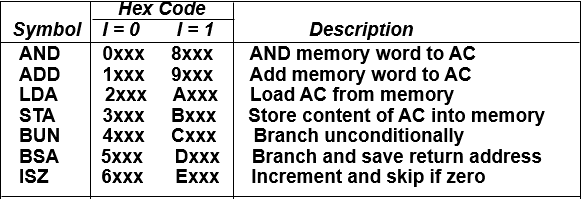 Hex Code
Symbol I = 0 I = 1 Description
AND 0xxx 8xxx AND memory word to AC
ADD 1xxx 9xxx Add memory word to AC
LDA 2xxx Axxx Load AC from memory
STA 3xxx Bxxx Store content of AC into memory
BUN 4xxx Cxxx Branch unconditionally
BSA 5xxx Dxxx Branch and save return address
ISZ 6xxx Exxx Increment and skip if zero